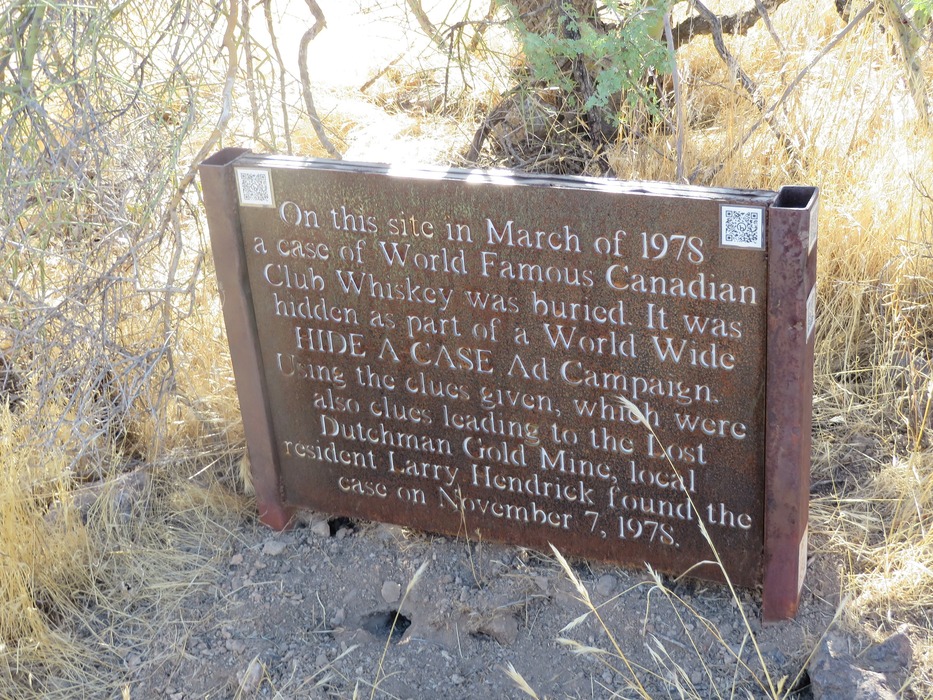 On this site in March of 1978
a case of World Famous Canadian
Club Whiskey was buried. It was
hidden as part of a World Wide
HIDE A CASE Ad Campaign.
Using the clues given, which were
also clues leading to the Lost
Dutchman Gold Mine, local
resident Larry Hendrick found the
case on November 7, 1978.